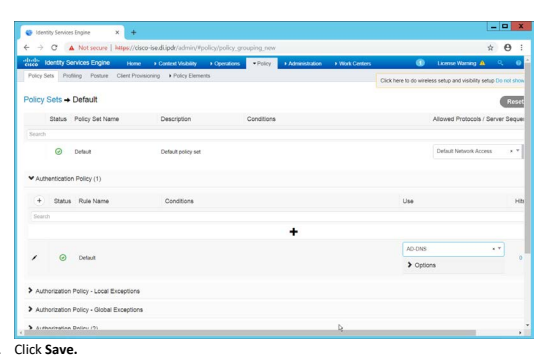 Identity Services Engine
Not secure | https://cisco-ise.di.ipdr/admin/#policy/policy_grouping_new
cisco Identity Services Engine Home Context Visibility Operations Policy Administration Work Centers License Warning
Policy Sets Profiling Posture Client Provisioning Policy Elements
Click here to do wireless setup and visibility setup Do not show
Policy Sets → Default
Reset
Status Policy Set Name Description Conditions Allowed Protocols / Server Sequen
Search
Default Default policy set Default Network Access
Authentication Policy (1)
+ Status Rule Name Conditions Use Hits
Search
+
Default
AD-DNS
0
Options
Authorization Policy - Local Exceptions
Authorization Policy - Global Exceptions
Authorization Policy (2)
Click Save.